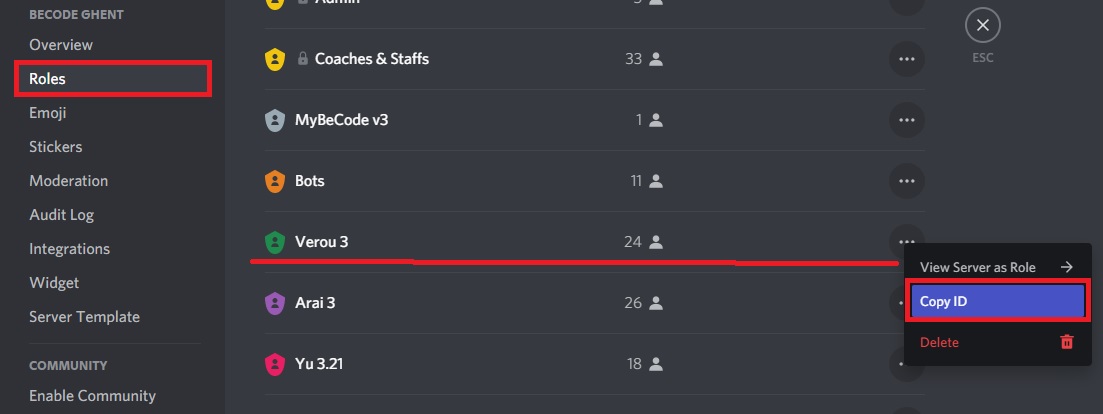 BECODE GHENT
Overview
Roles
Emoji
Stickers
Moderation
Audit Log
Integrations
Widget
Server Template
COMMUNITY
Enable Community
Admin
Coaches & Staffs 33
MyBeCode v3 1
Bots 11
Verou 3 24
Arai 3 26
Yu 3.21 18
ESC
View Server as Role
Copy ID
Delete